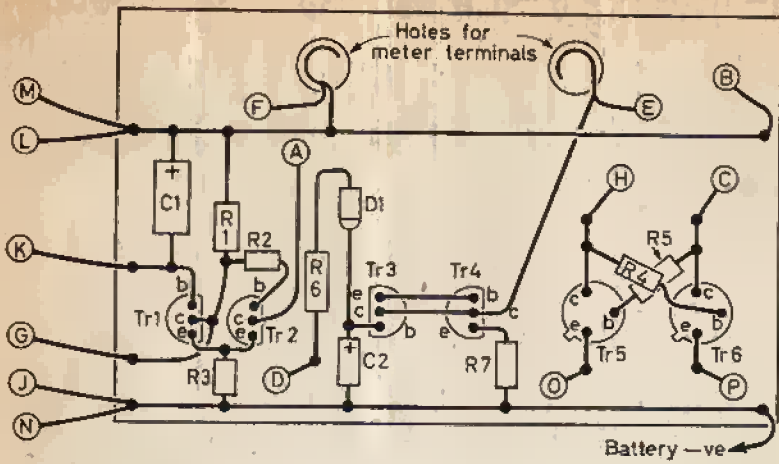 Holes for
meter terminals
M
L
F
E
B
A
H
C
+
C1
R
1
R2
D1
R
6
R5
R4
K
b
b
Tr1
c
e
c
e
Tr2
Tr3
e
c
b
Tr4
b
c
e
c
b
e
Tr5
c
b
e
Tr6
G
R3
D
+
C2
R7
O
P
J
N
Battery –ve